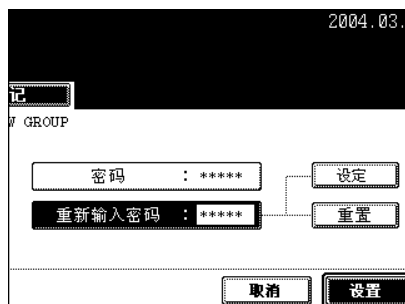 2004.03.
记
W GROUP
密码 : *****
设定
重新输入密码 : *****
重置
取消
设置